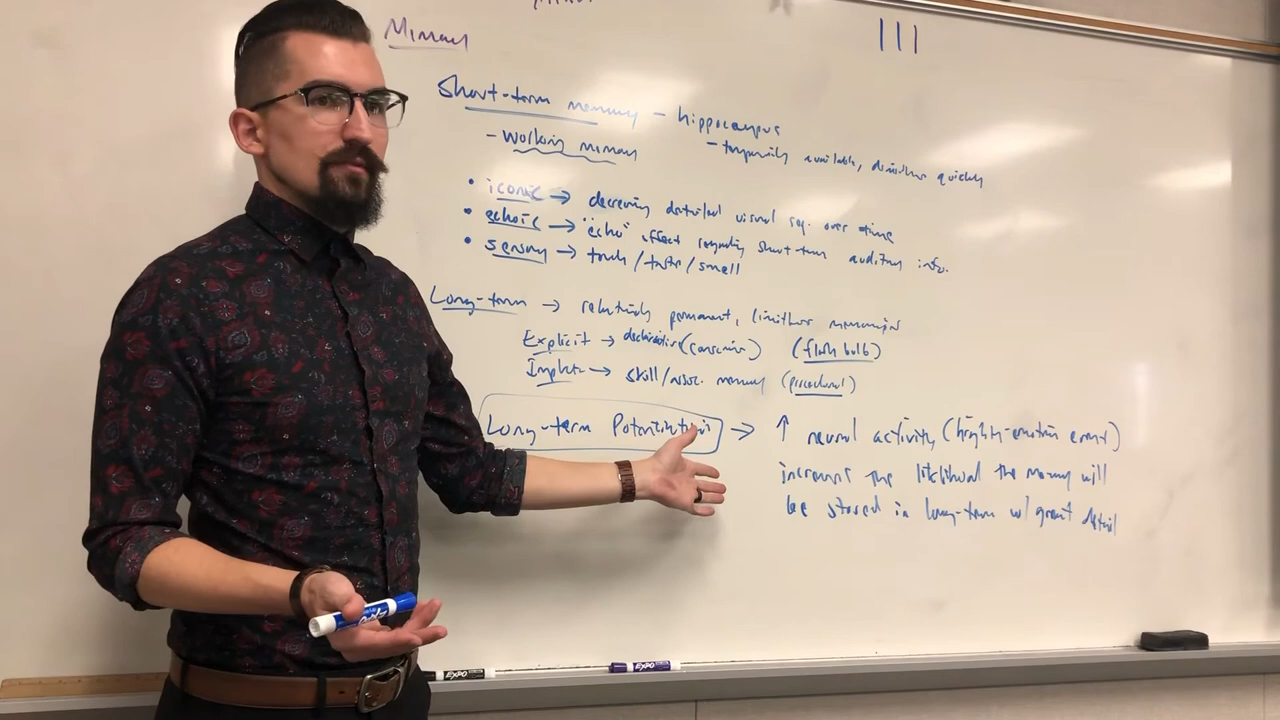 Memory
III
Short-term memory - hippocampus
- working memory
- temporarily available, diminishes quickly
• iconic → decreasing detailed visual rep. over time
• echoic → "echo" effect regarding short-term auditory info.
• sensory → touch/taste/smell
Long-term → relatively permanent, limitless memories
Explicit → declarative (conscious) (flash bulb)
Implicit → skill/assoc. memory (procedural)
Long-term Potentiation → ↑ neural activity (highly-emotion event)
increases the likelihood the memory will
be stored in long-term w/ great detail
EXPO
EXPO